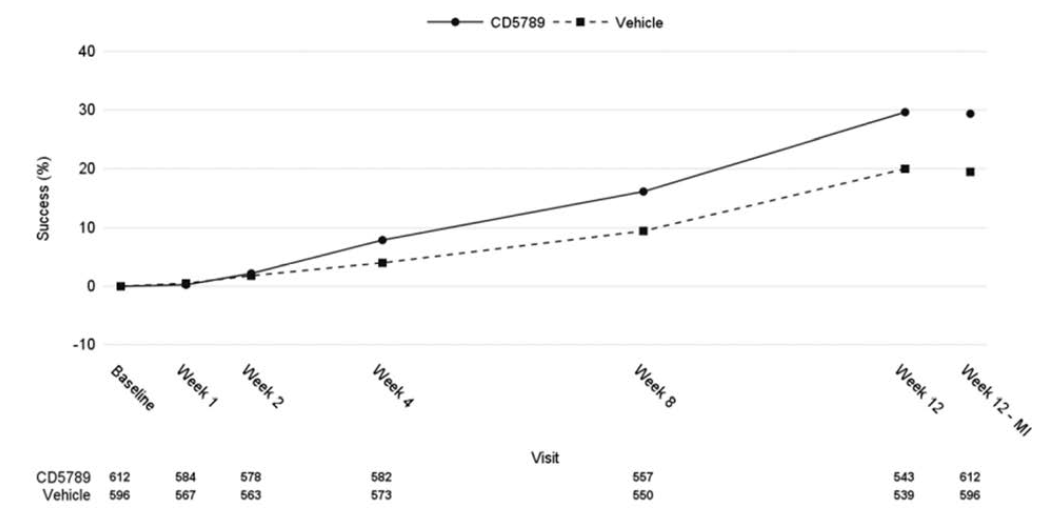 CD5789 Vehicle
40
30
20
10
0
-10
Success (%)
Baseline Week 1 Week 2 Week 4 Week 8 Week 12 Week 12 - MI
Visit
CD5789 612 584 578 582 557 543 612
Vehicle 596 567 563 573 550 539 596